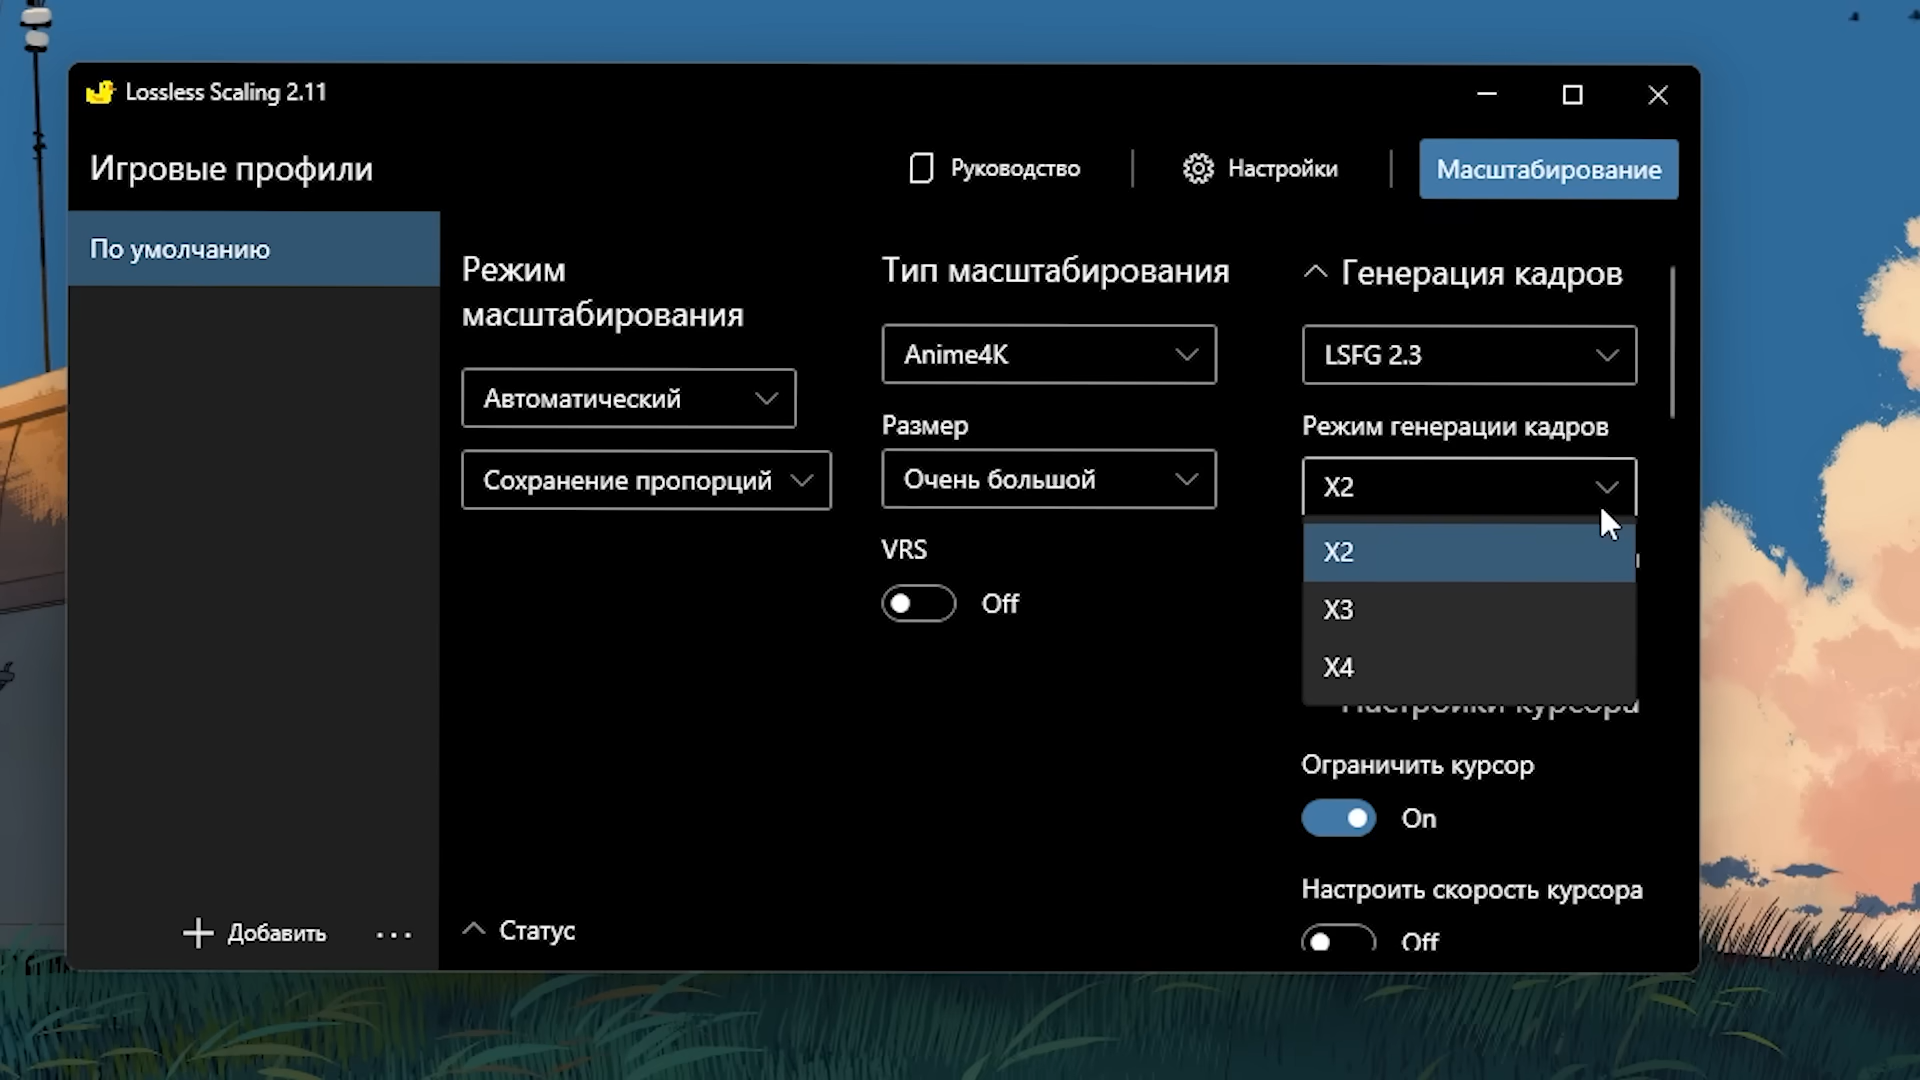 Lossless Scaling 2.11
Игровые профили
Руководство
Настройки
Масштабирование
По умолчанию
Режим
масштабирования
Автоматический
Сохранение пропорций
Тип масштабирования
Anime4K
Размер
Очень большой
VRS
Off
Генерация кадров
LSFG 2.3
Режим генерации кадров
X2
X2
X3
X4
Настройки курсора
Ограничить курсор
On
Настроить скорость курсора
Off
Добавить
Статус